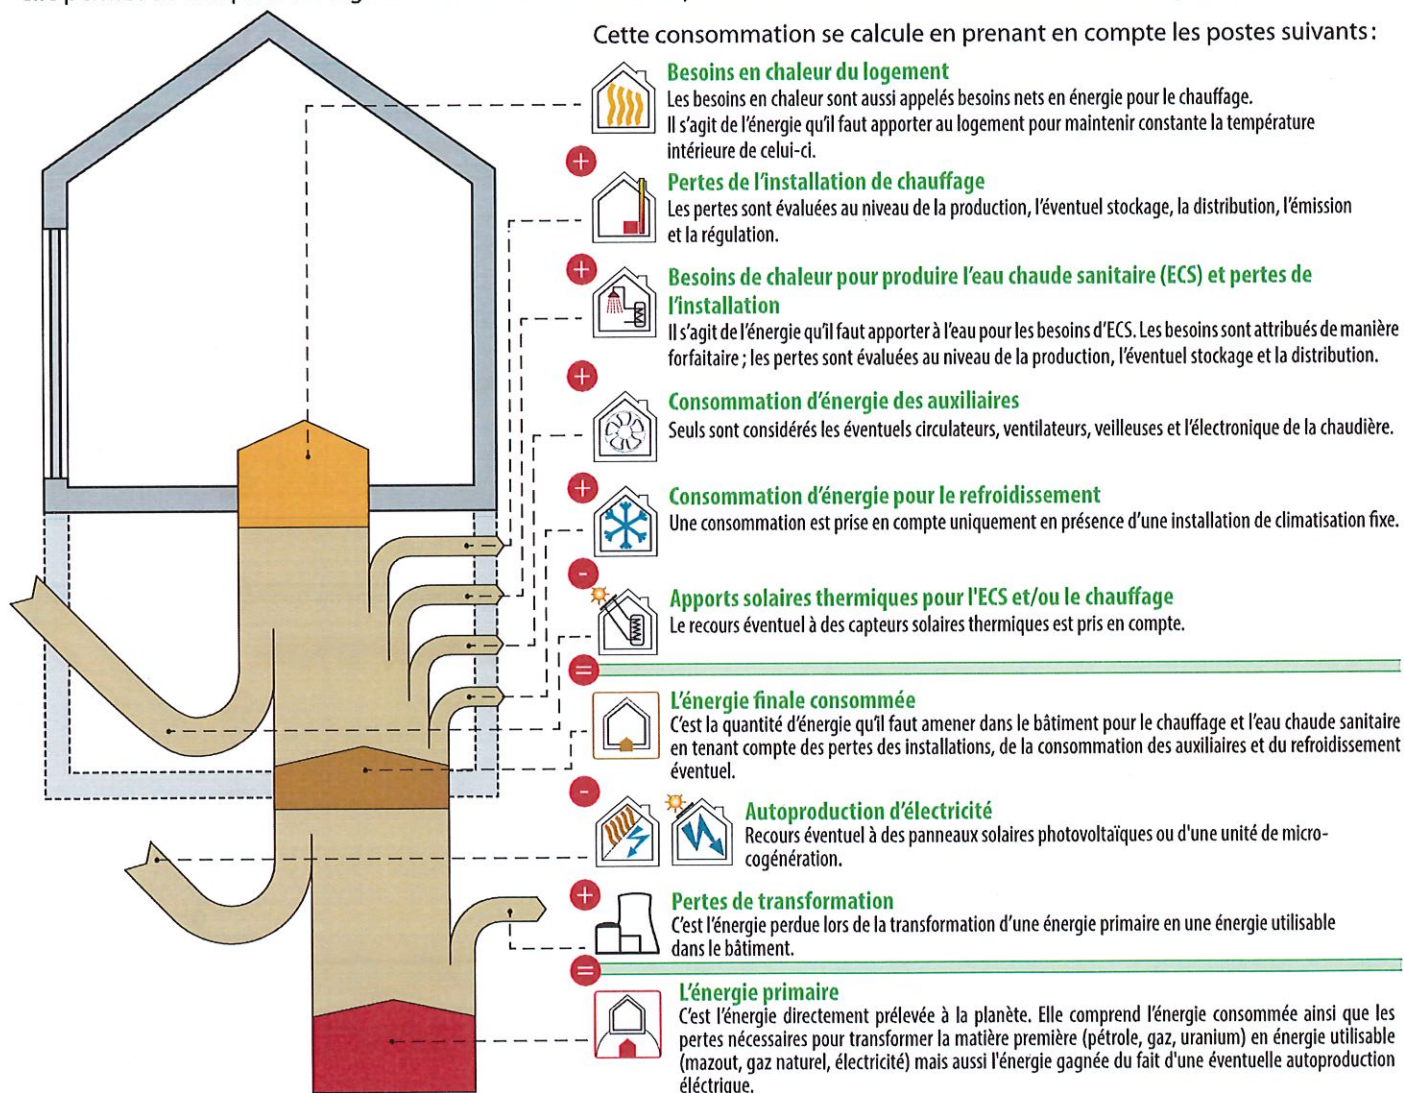 Cette consommation se calcule en prenant en compte les postes suivants :
Besoins en chaleur du logement
Les besoins en chaleur sont aussi appelés besoins nets en énergie pour le chauffage.
Il s'agit de l'énergie qu'il faut apporter au logement pour maintenir constante la température
intérieure de celui-ci.
+
Pertes de l'installation de chauffage
Les pertes sont évaluées au niveau de la production, l'éventuel stockage, la distribution, l'émission
et la régulation.
+
Besoins de chaleur pour produire l'eau chaude sanitaire (ECS) et pertes de
l'installation
Il s'agit de l'énergie qu'il faut apporter à l'eau pour les besoins d'ECS. Les besoins sont attribués de manière
forfaitaire ; les pertes sont évaluées au niveau de la production, l'éventuel stockage et la distribution.
+
Consommation d'énergie des auxiliaires
Seuls sont considérés les éventuels circulateurs, ventilateurs, veilleuses et l'électronique de la chaudière.
+
Consommation d'énergie pour le refroidissement
Une consommation est prise en compte uniquement en présence d'une installation de climatisation fixe.
-
Apports solaires thermiques pour l'ECS et/ou le chauffage
Le recours éventuel à des capteurs solaires thermiques est pris en compte.
=
L'énergie finale consommée
C'est la quantité d'énergie qu'il faut amener dans le bâtiment pour le chauffage et l'eau chaude sanitaire
en tenant compte des pertes des installations, de la consommation des auxiliaires et du refroidissement
éventuel.
-
Autoproduction d'électricité
Recours éventuel à des panneaux solaires photovoltaïques ou d'une unité de micro-
cogénération.
+
Pertes de transformation
C'est l'énergie perdue lors de la transformation d'une énergie primaire en une énergie utilisable
dans le bâtiment.
=
L'énergie primaire
C'est l'énergie directement prélevée à la planète. Elle comprend l'énergie consommée ainsi que les
pertes nécessaires pour transformer la matière première (pétrole, gaz, uranium) en énergie utilisable
(mazout, gaz naturel, électricité) mais aussi l'énergie gagnée du fait d'une éventuelle autoproduction
éléctrique.